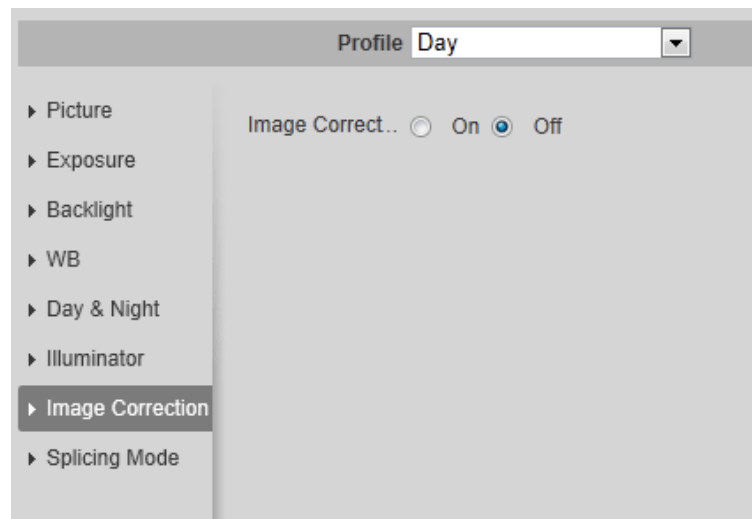 Profile Day
Picture
Image Correct.. On Off
Exposure
Backlight
WB
Day & Night
Illuminator
Image Correction
Splicing Mode